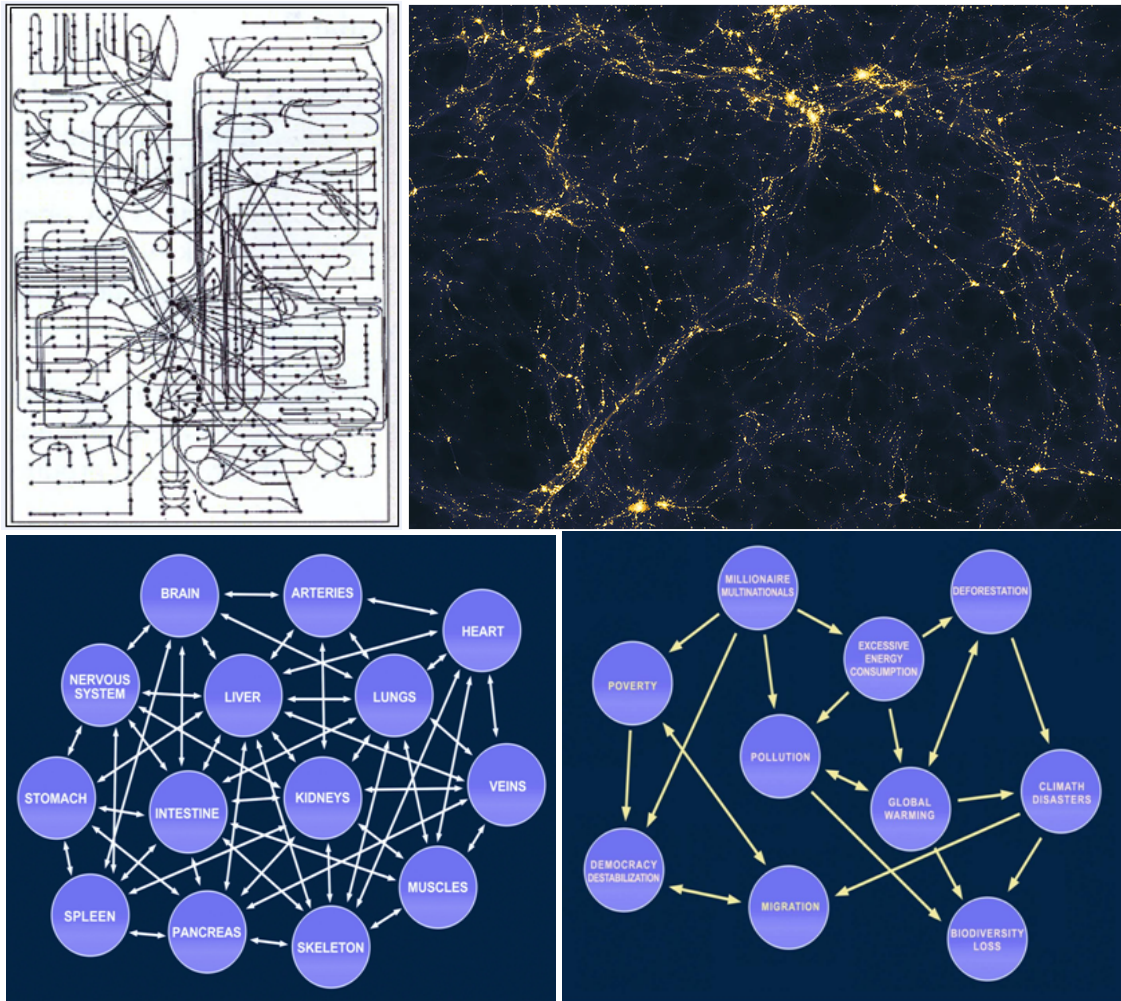 BRAIN
ARTERIES
HEART
NERVOUS
SYSTEM
LIVER
LUNGS
STOMACH
INTESTINE
KIDNEYS
VEINS
SPLEEN
PANCREAS
SKELETON
MUSCLES
MILLIONAIRE
MULTINATIONALS
DEFORESTATION
EXCESSIVE
ENERGY
CONSUMPTION
POVERTY
POLLUTION
GLOBAL
WARMING
CLIMATH
DISASTERS
DEMOCRACY
DESTABILIZATION
MIGRATION
BIODIVERSITY
LOSS